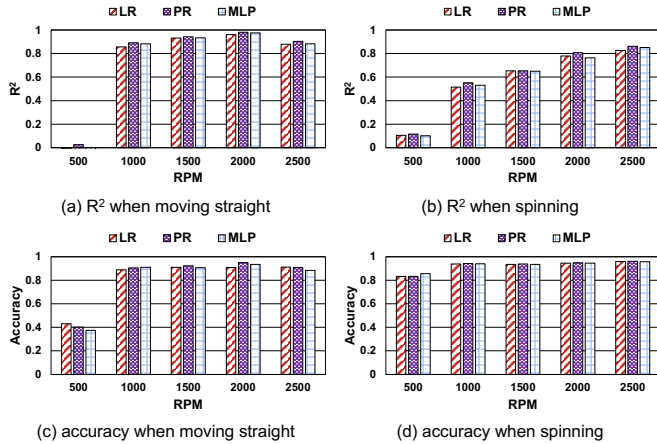 LR PR MLP
1
0.8
0.6
0.4
0.2
0
R²
500 1000 1500 2000 2500
RPM
(a) R² when moving straight
LR PR MLP
1
0.8
0.6
0.4
0.2
0
R²
500 1000 1500 2000 2500
RPM
(b) R² when spinning
LR PR MLP
1
0.8
0.6
0.4
0.2
0
Accuracy
500 1000 1500 2000 2500
RPM
(c) accuracy when moving straight
LR PR MLP
1
0.8
0.6
0.4
0.2
0
Accuracy
500 1000 1500 2000 2500
RPM
(d) accuracy when spinning